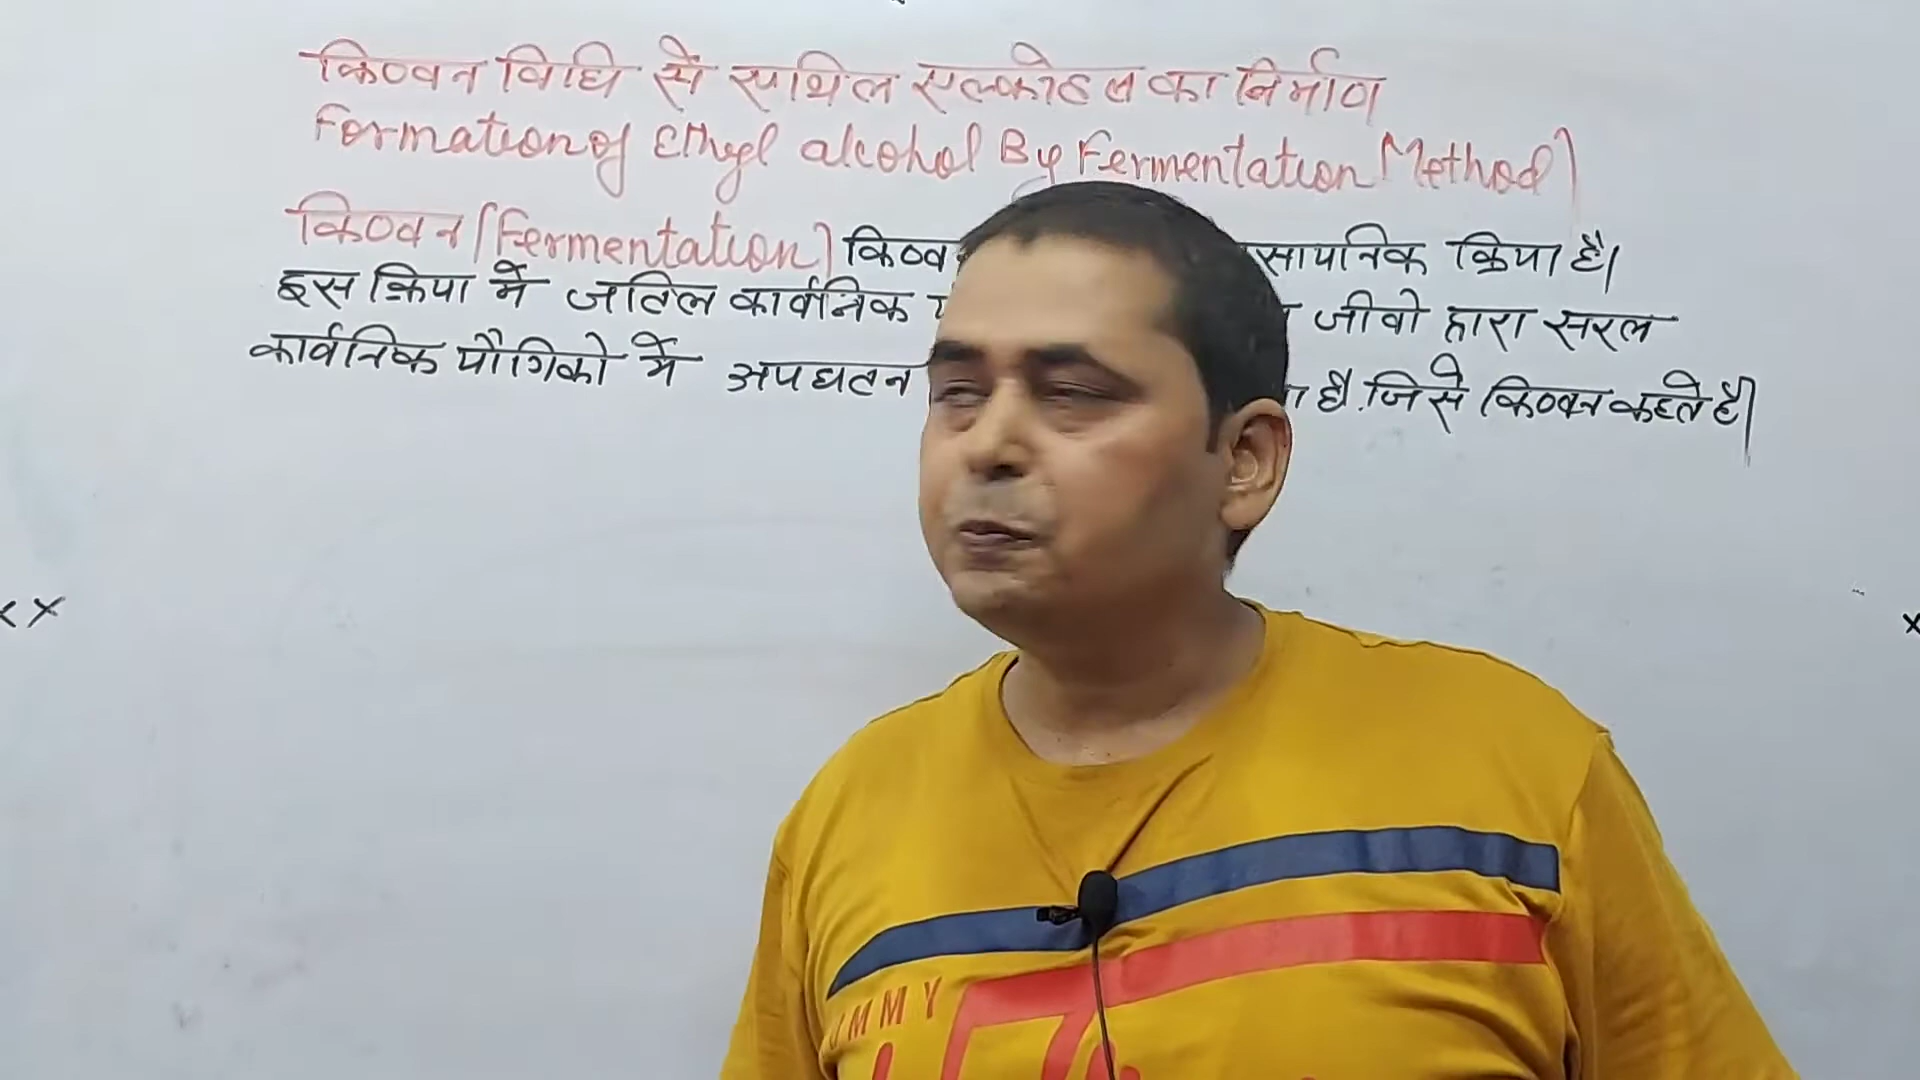 किण्वन विधि से एथिल एल्कोहल का निर्माण
Formation of Ethyl alcohol By Fermentation Method]
किण्वन [Fermentation] किण्व सायनिक क्रिया है।
इस क्रिया में जटिल कार्बनिक जीवो द्वारा सरल
कार्बनिक यौगिको में अपघटन है. जिसे किण्वन कहते है।
x x
x
MMY